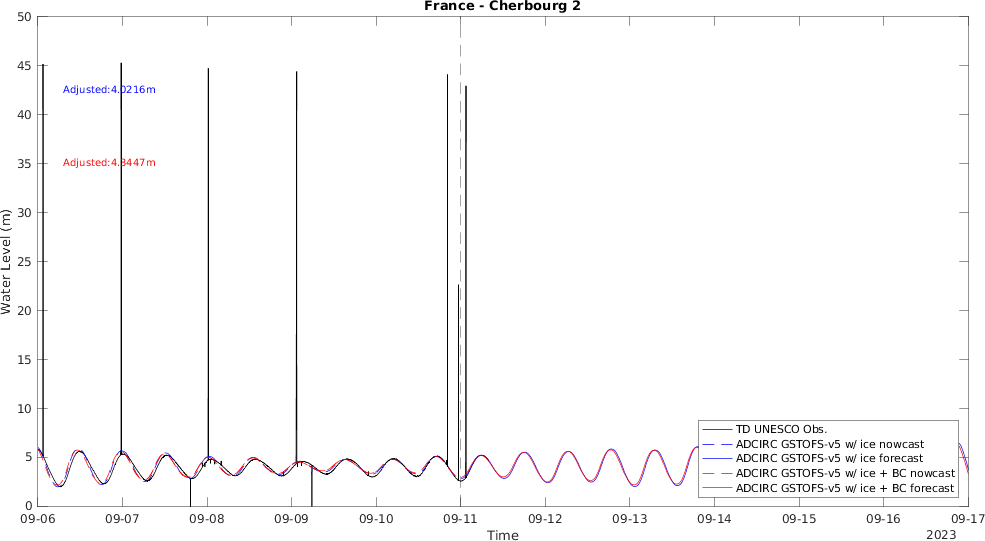 France - Cherbourg 2
50
45
40
35
30
25
20
15
10
5
0
Water Level (m)
Adjusted:4.0216m
Adjusted:4.3447m
TD UNESCO Obs.
ADCIRC GSTOFS-v5 w/ ice nowcast
ADCIRC GSTOFS-v5 w/ ice forecast
ADCIRC GSTOFS-v5 w/ ice + BC nowcast
ADCIRC GSTOFS-v5 w/ ice + BC forecast
09-06 09-07 09-08 09-09 09-10 09-11 09-12 09-13 09-14 09-15 09-16 09-17
Time
2023